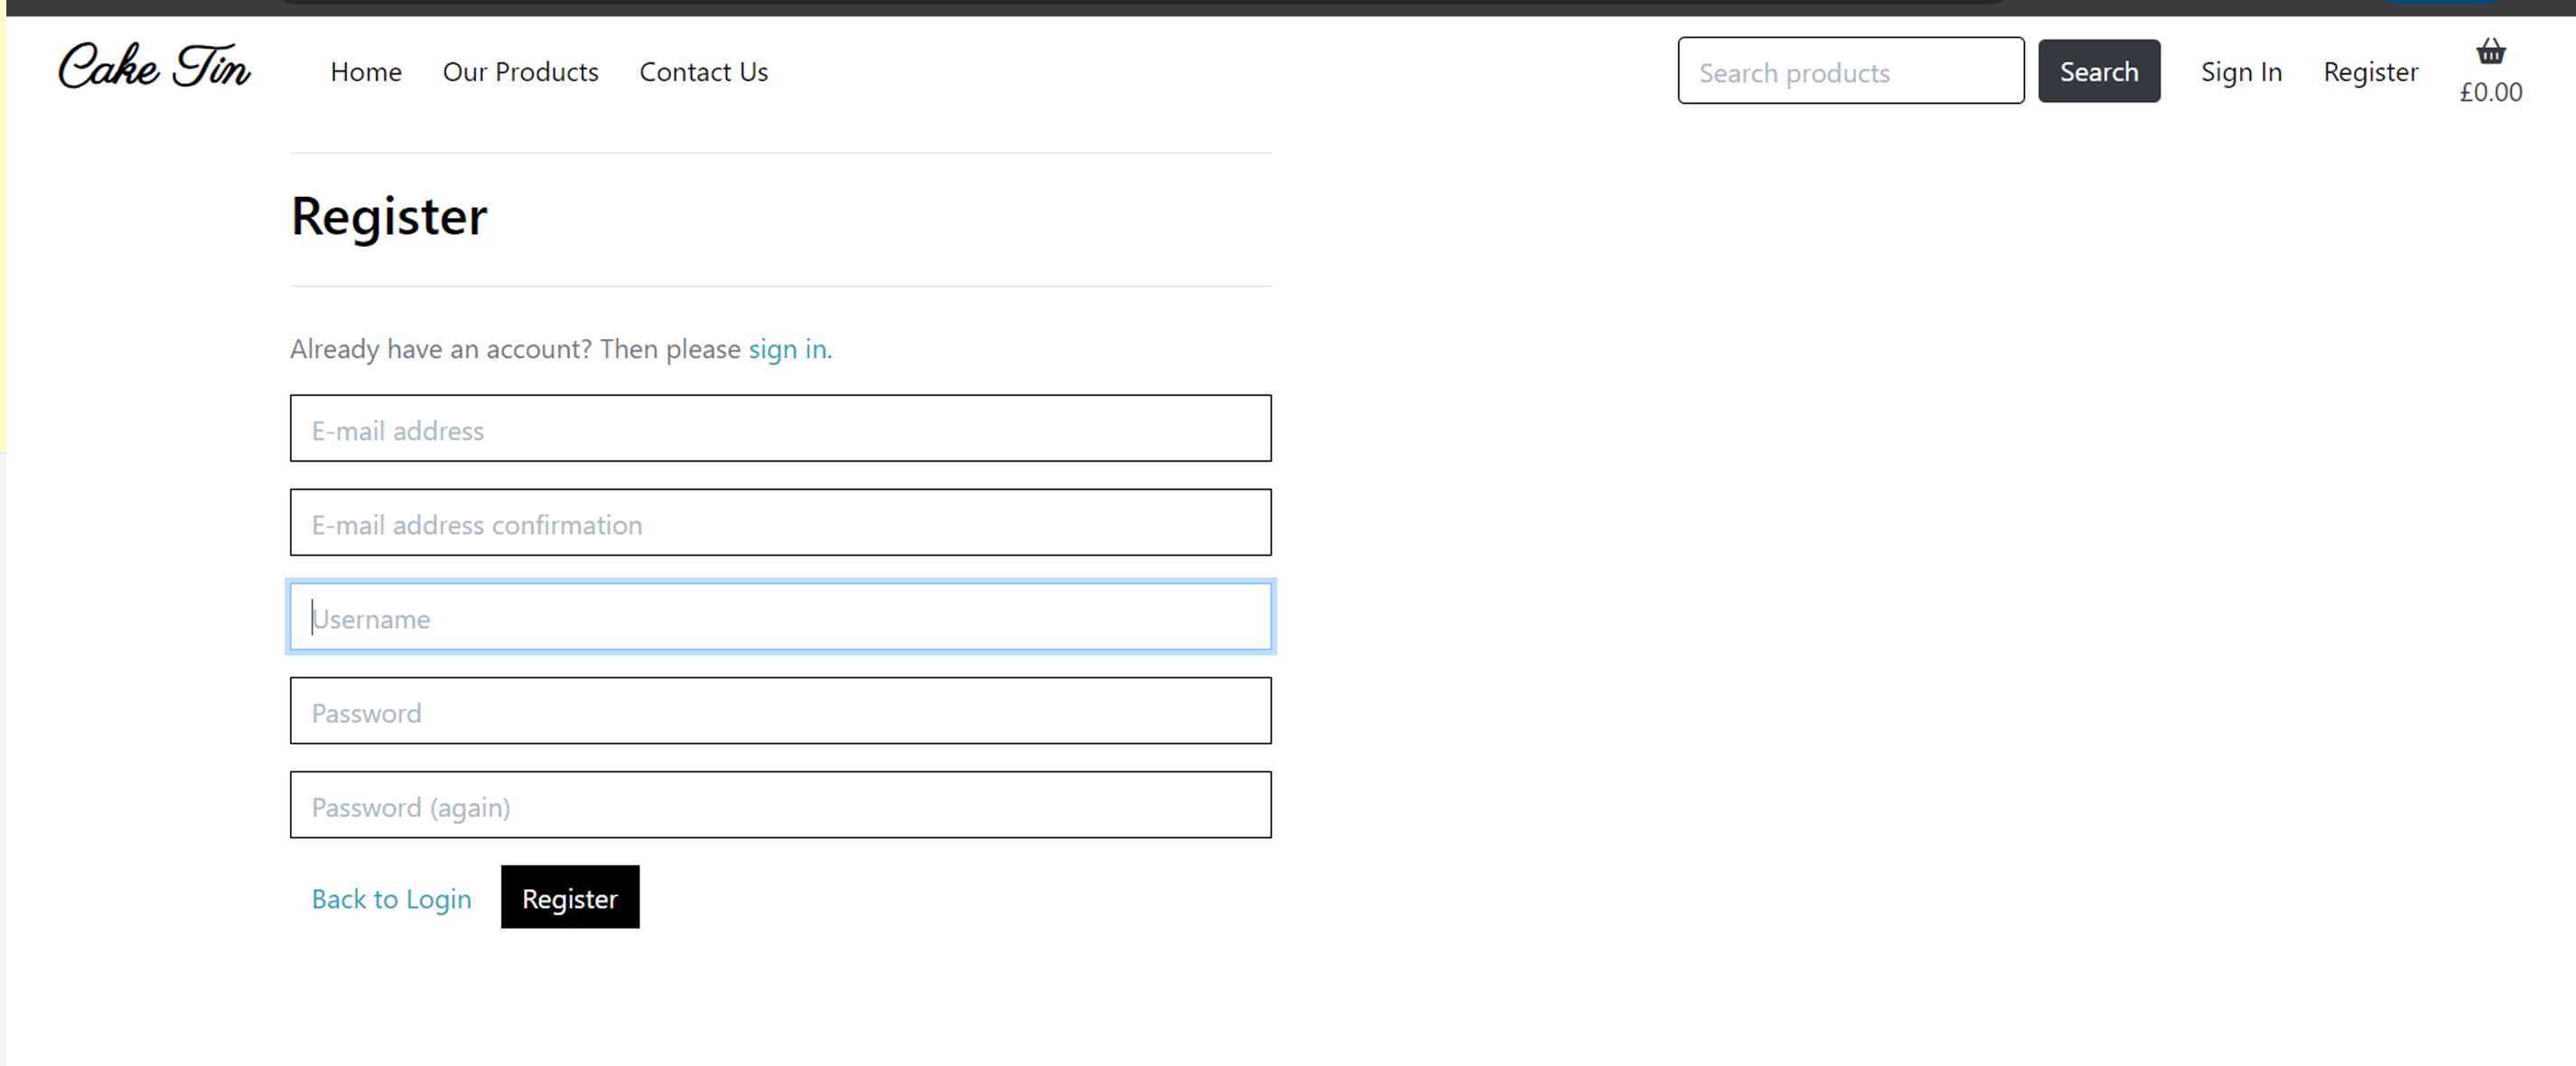 Cake Tin Home Our Products Contact Us Search products Search Sign In Register
£0.00
Register
Already have an account? Then please sign in.
E-mail address
E-mail address confirmation
Username
Password
Password (again)
Back to Login Register